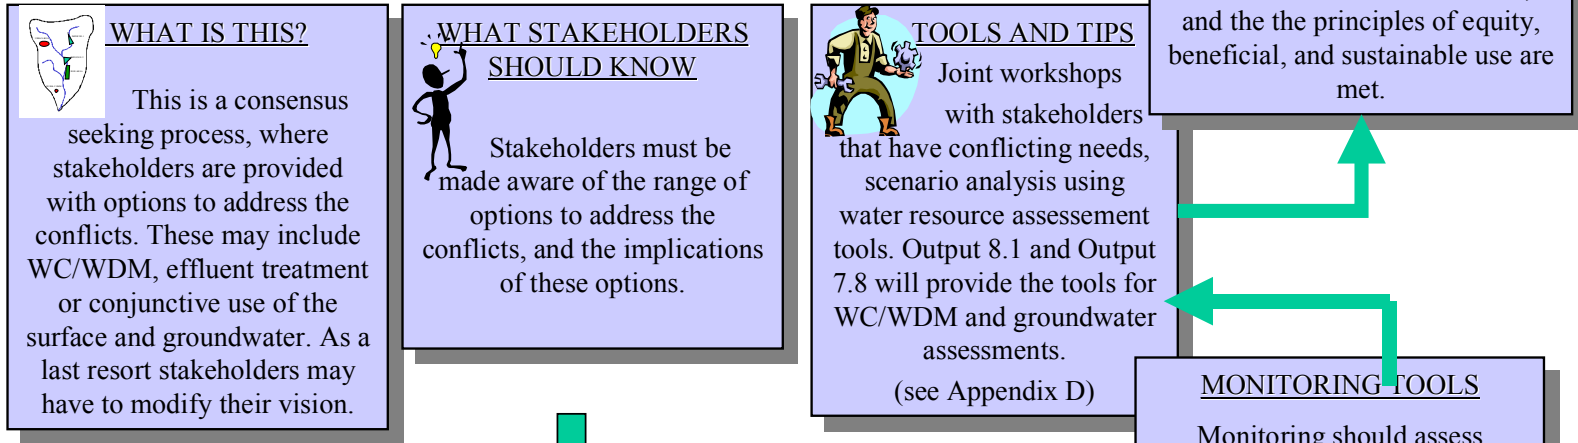 WHAT IS THIS?
This is a consensus
seeking process, where
stakeholders are provided
with options to address the
conflicts. These may include
WC/WDM, effluent treatment
or conjunctive use of the
surface and groundwater. As a
last resort stakeholders may
have to modify their vision.
WHAT STAKEHOLDERS
SHOULD KNOW
Stakeholders must be
made aware of the range of
options to address the
conflicts, and the implications
of these options.
TOOLS AND TIPS
Joint workshops
with stakeholders
that have conflicting needs,
scenario analysis using
water resource assessement
tools. Output 8.1 and Output
7.8 will provide the tools for
WC/WDM and groundwater
assessments.
(see Appendix D)
and the the principles of equity,
beneficial, and sustainable use are
met.
MONITORING TOOLS
Monitoring should assess